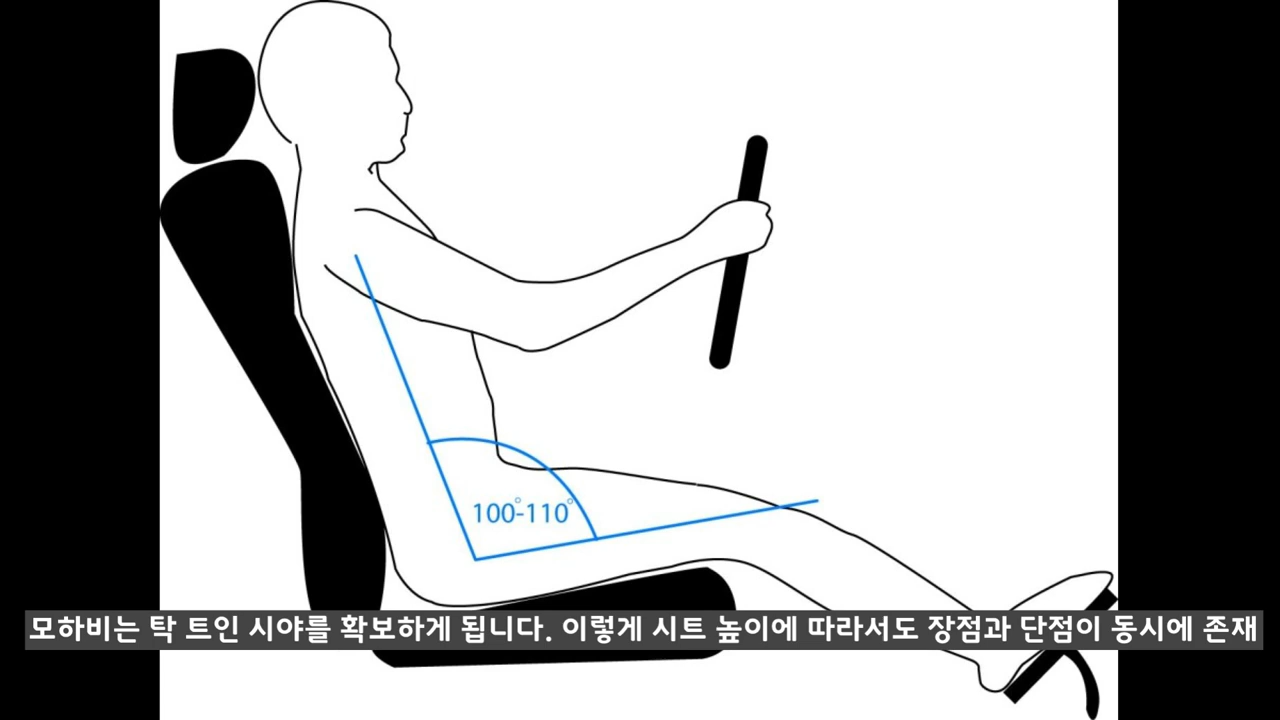 100°-110°
모하비는 탁 트인 시야를 확보하게 됩니다. 이렇게 시트 높이에 따라서도 장점과 단점이 동시에 존재